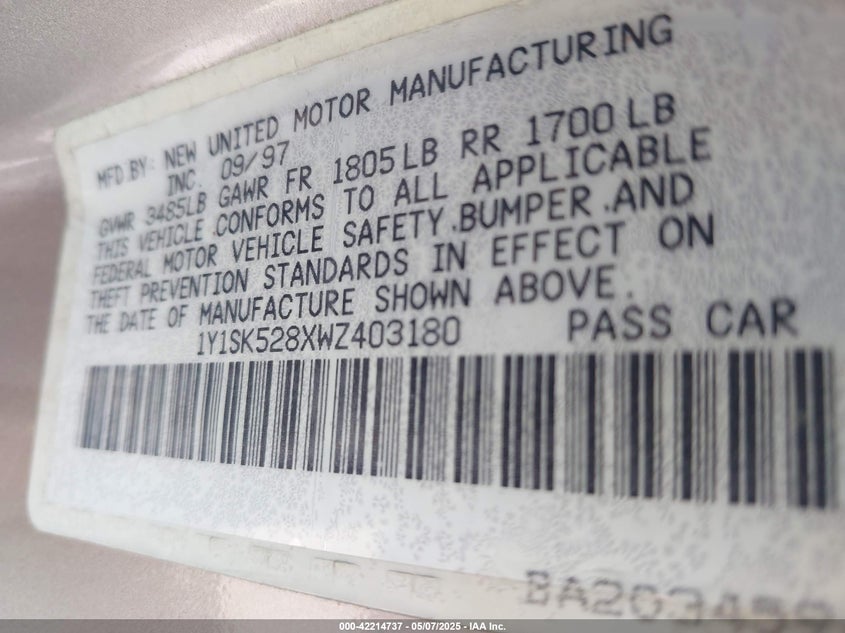 MFD.BY: NEW UNITED MOTOR MANUFACTURING
INC. 09/97
GVWR 3485LB GAWR FR 1805LB RR 1700LB
THIS VEHICLE CONFORMS TO ALL APPLICABLE
FEDERAL MOTOR VEHICLE SAFETY.BUMPER.AND
THEFT PREVENTION STANDARDS IN EFFECT ON
THE DATE OF MANUFACTURE SHOWN ABOVE.
1Y1SK528XWZ403180 PASS CAR
000-42214737 - 05/07/2025 - IAA Inc.